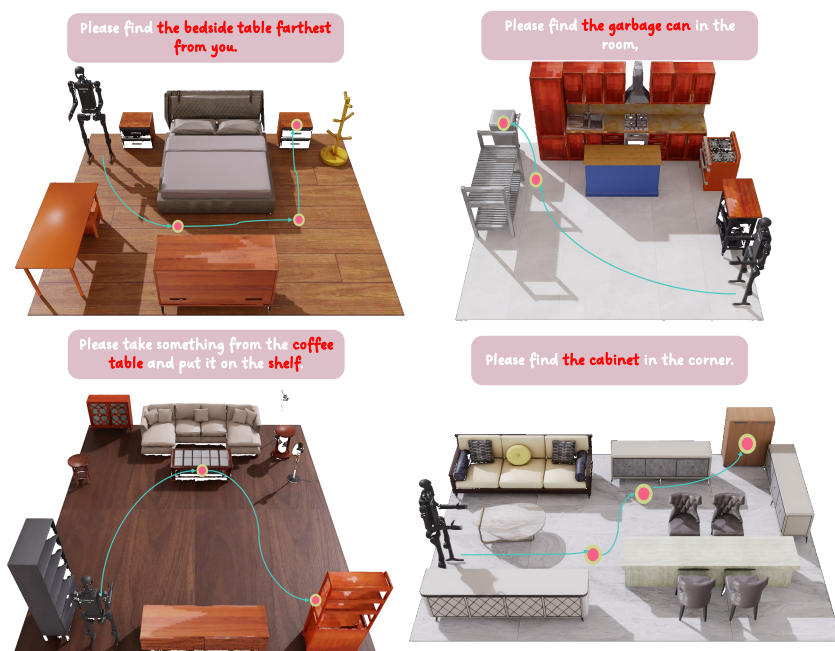 Please find the bedside table farthest
from you.
Please find the garbage can in the
room,
Please take something from the coffee
table and put it on the shelf.
Please find the cabinet in the corner.